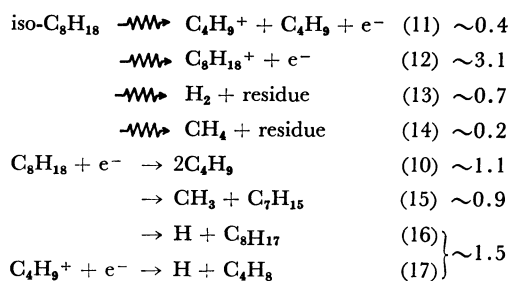 iso-C₈H₁₈ ⇝ C₄H₉⁺ + C₄H₉ + e⁻ (11) ~0.4
⇝ C₈H₁₈⁺ + e⁻ (12) ~3.1
⇝ H₂ + residue (13) ~0.7
⇝ CH₄ + residue (14) ~0.2
C₈H₁₈ + e⁻ → 2C₄H₉ (10) ~1.1
→ CH₃ + C₇H₁₅ (15) ~0.9
→ H + C₈H₁₇ (16)
~1.5
C₄H₉⁺ + e⁻ → H + C₄H₈ (17)